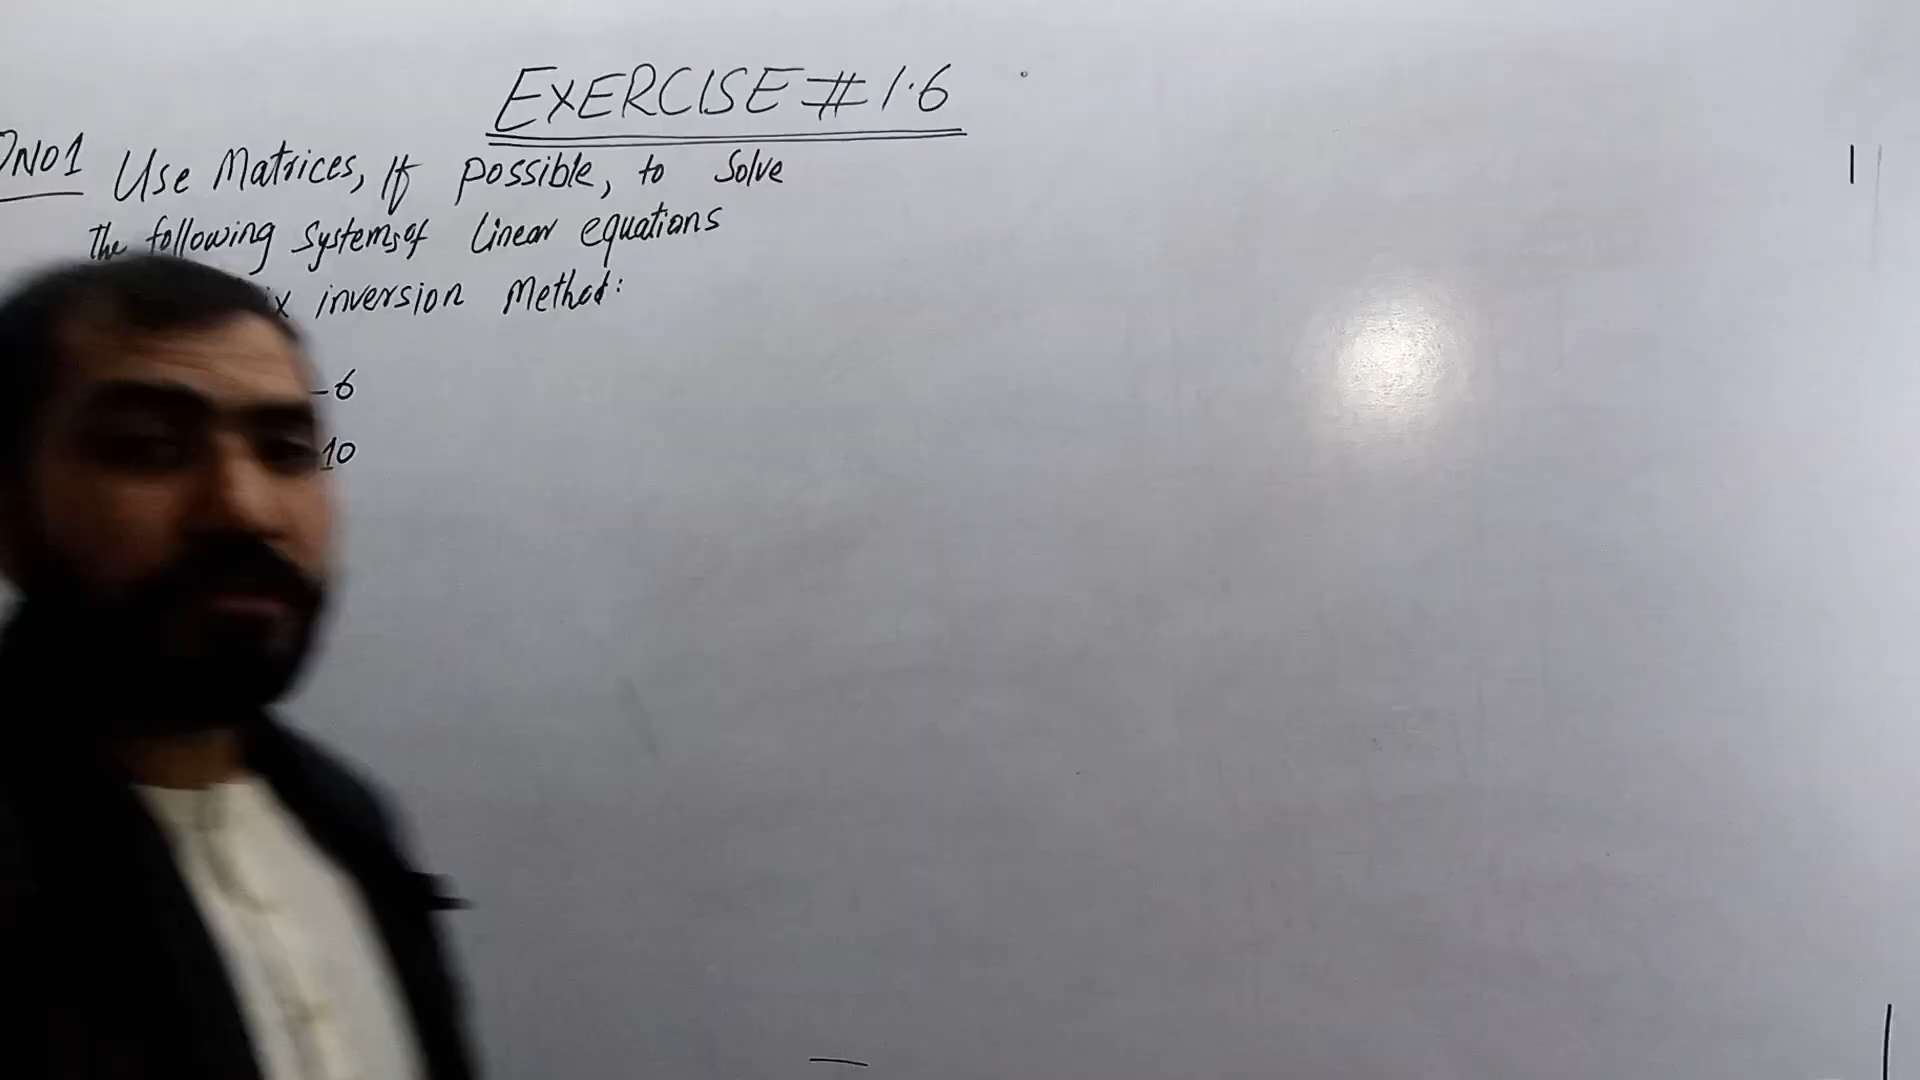 EXERCISE # 1.6
QNO1 Use Matrices, If possible, to Solve
the following Systems of Linear equations
inversion Method:
-6
10